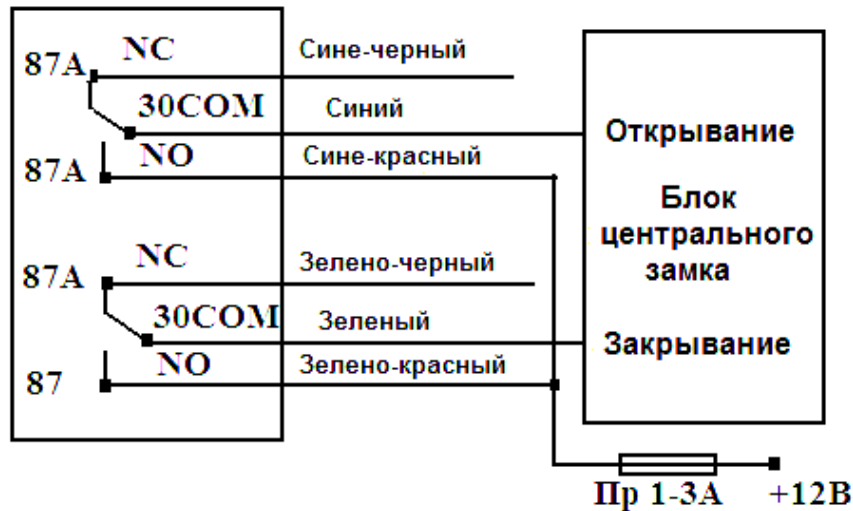 87A
NC
Сине-черный
30COM
Синий
Открывание
87A
NO
Сине-красный
Блок
центрального
замка
87A
NC
Зелено-черный
30COM
Зеленый
Закрывание
87
NO
Зелено-красный
Пр 1-3А
+12В